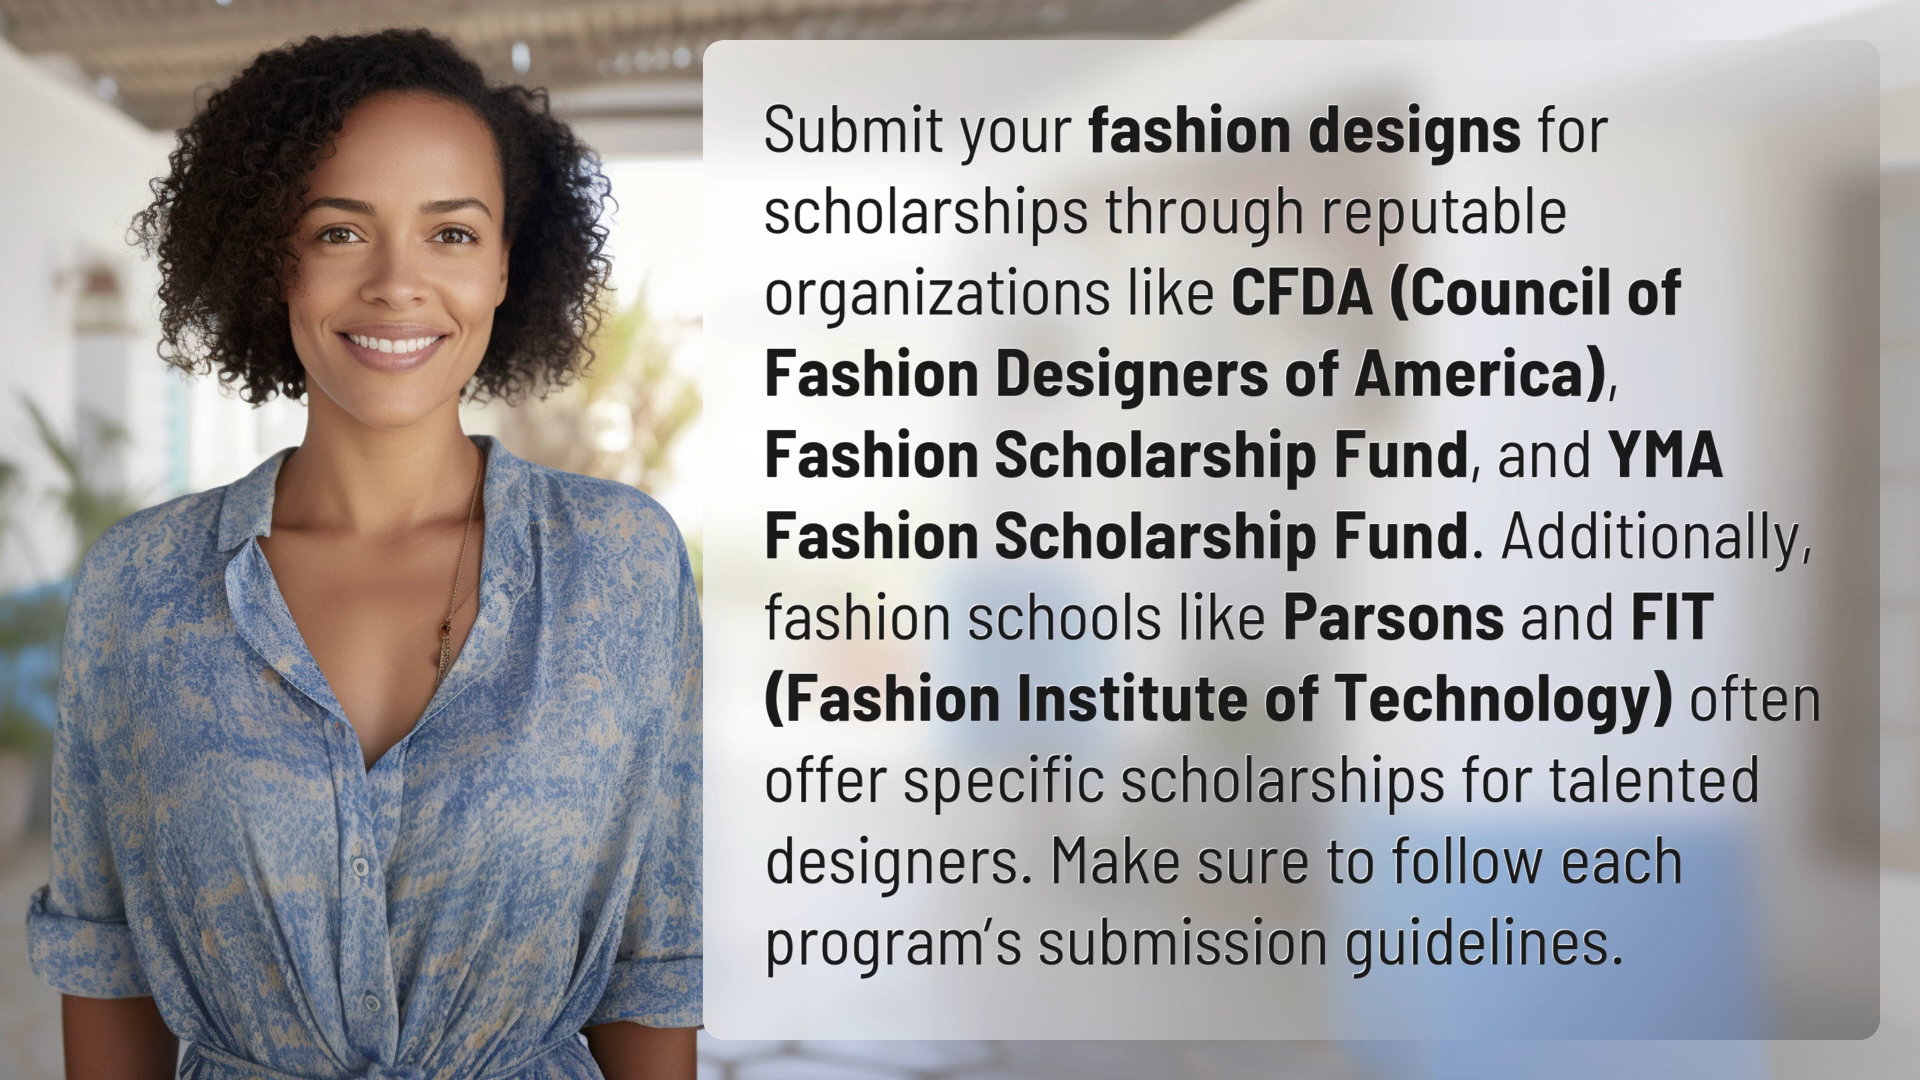 Submit your fashion designs for
scholarships through reputable
organizations like CFDA (Council of
Fashion Designers of America),
Fashion Scholarship Fund, and YMA
Fashion Scholarship Fund. Additionally,
fashion schools like Parsons and FIT
(Fashion Institute of Technology) often
offer specific scholarships for talented
designers. Make sure to follow each
program’s submission guidelines.